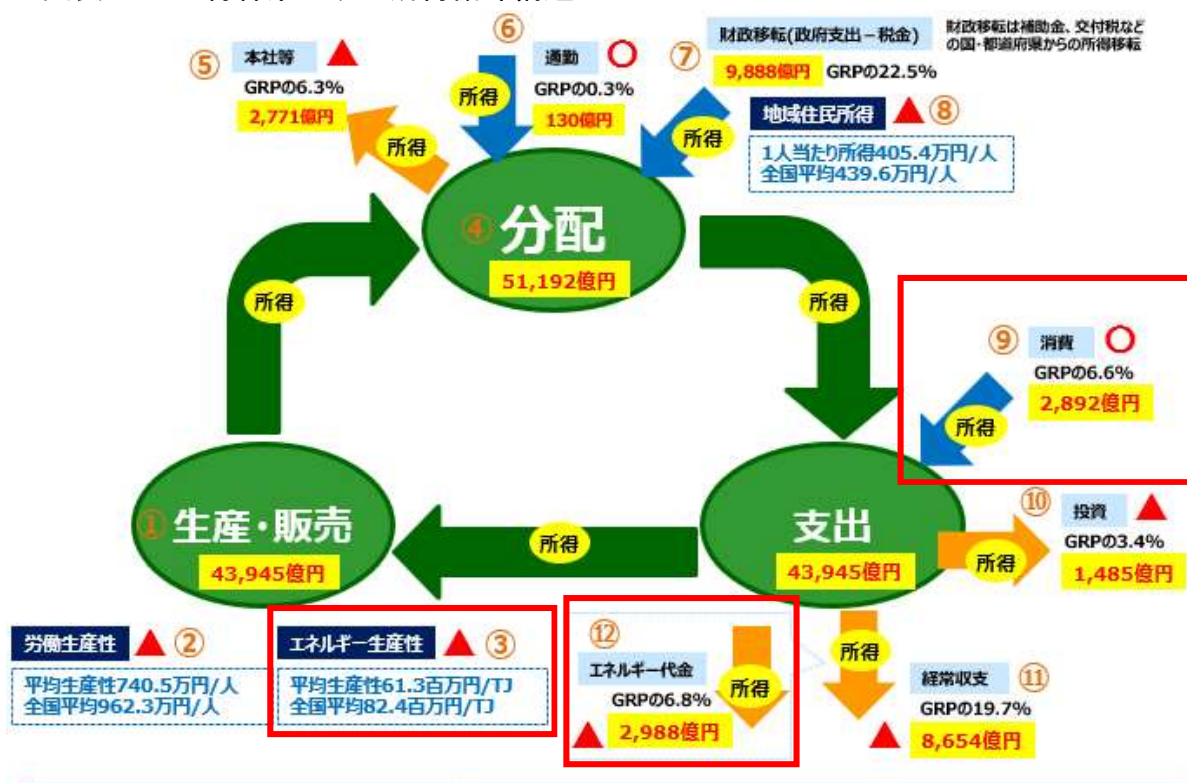 ⑤ 本社等 ▲
GRPの6.3%
2,771億円
所得
⑥ 通勤 ○
GRPの0.3%
130億円
所得
⑦ 財政移転(政府支出－税金)
9,888億円 GRPの22.5%
財政移転は補助金、交付税など
の国・都道府県からの所得移転
所得
地域住民所得 ▲ ⑧
1人当たり所得405.4万円/人
全国平均439.6万円/人
④ 分配
51,192億円
所得
所得
⑨ 消費 ○
GRPの6.6%
2,892億円
所得
① 生産・販売
43,945億円
所得
支出
43,945億円
⑩ 投資 ▲
GRPの3.4%
1,485億円
所得
労働生産性 ▲ ②
平均生産性740.5万円/人
全国平均962.3万円/人
エネルギー生産性 ▲ ③
平均生産性61.3百万円/TJ
全国平均82.4百万円/TJ
⑫
エネルギー代金
GRPの6.8%
▲ 2,988億円
所得
所得
経常収支 ⑪
GRPの19.7%
▲ 8,654億円